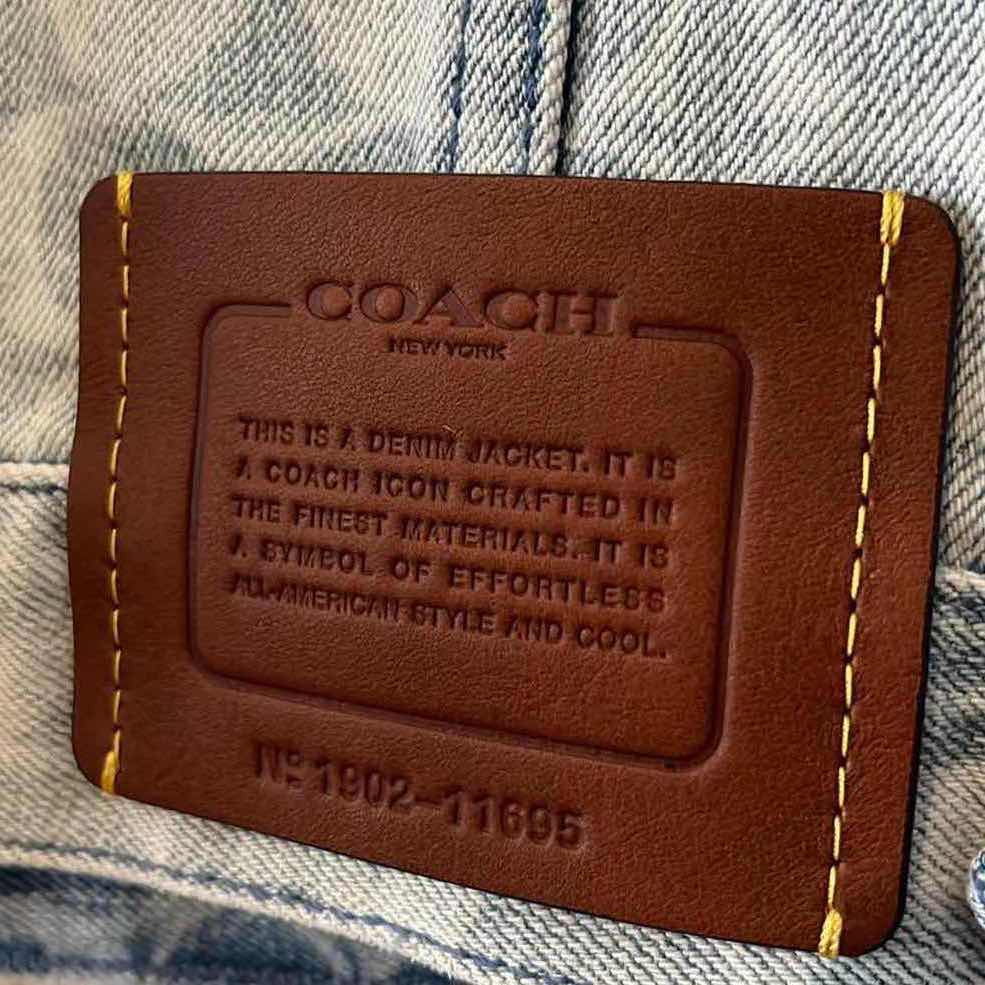 COACH
NEW YORK
THIS IS A DENIM JACKET. IT IS
A COACH ICON CRAFTED IN
THE FINEST MATERIALS. IT IS
A SYMBOL OF EFFORTLESS
ALL-AMERICAN STYLE AND COOL.
Nº 1902-11695